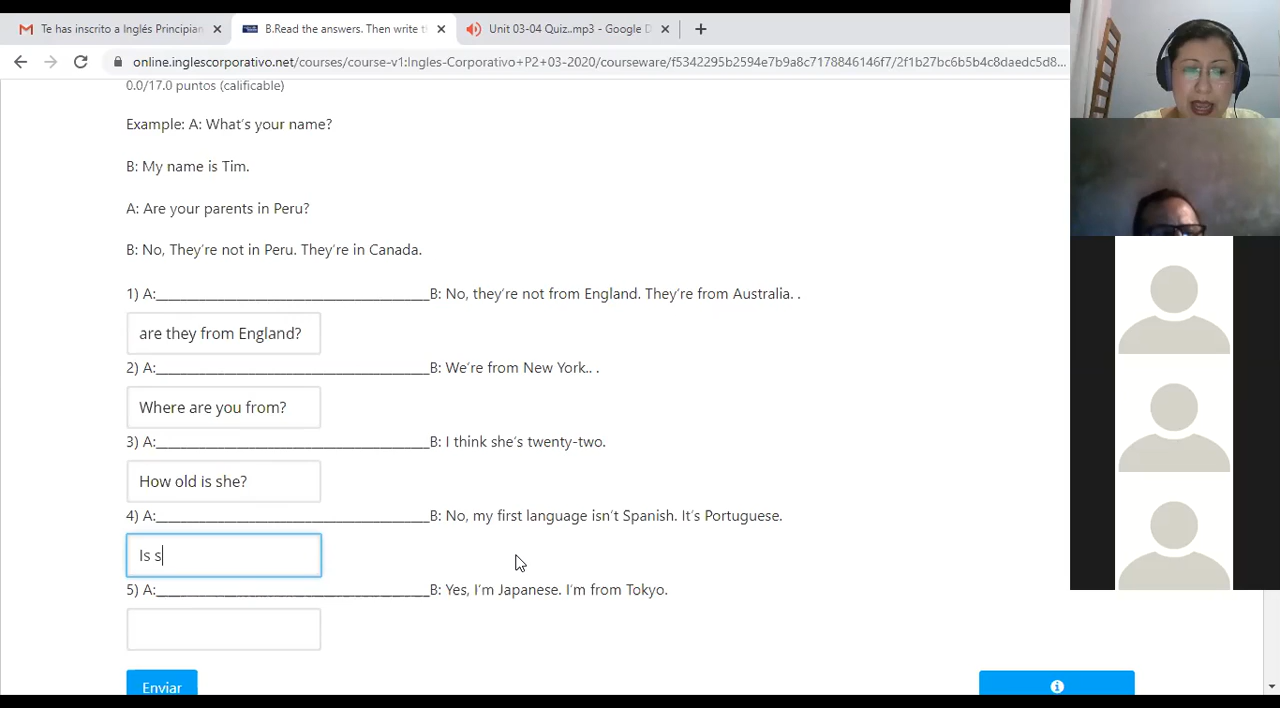 Te has inscrito a Inglés Principian
B.Read the answers. Then write t
Unit 03-04 Quiz..mp3 - Google D
online.inglescorporativo.net/courses/course-v1:Ingles-Corporativo+P2+03-2020/courseware/f5342295b2594e7b9a8c7178846146f7/2f1b27bc6b5b4c8daedc5d8...
0.0/17.0 puntos (calificable)
Example: A: What's your name?
B: My name is Tim.
A: Are your parents in Peru?
B: No, They're not in Peru. They're in Canada.
1) A:__________________________________B: No, they're not from England. They're from Australia. .
are they from England?
2) A:__________________________________B: We're from New York.. .
Where are you from?
3) A:__________________________________B: I think she's twenty-two.
How old is she?
4) A:__________________________________B: No, my first language isn't Spanish. It's Portuguese.
Is s
5) A:__________________________________B: Yes, I'm Japanese. I'm from Tokyo.
Enviar